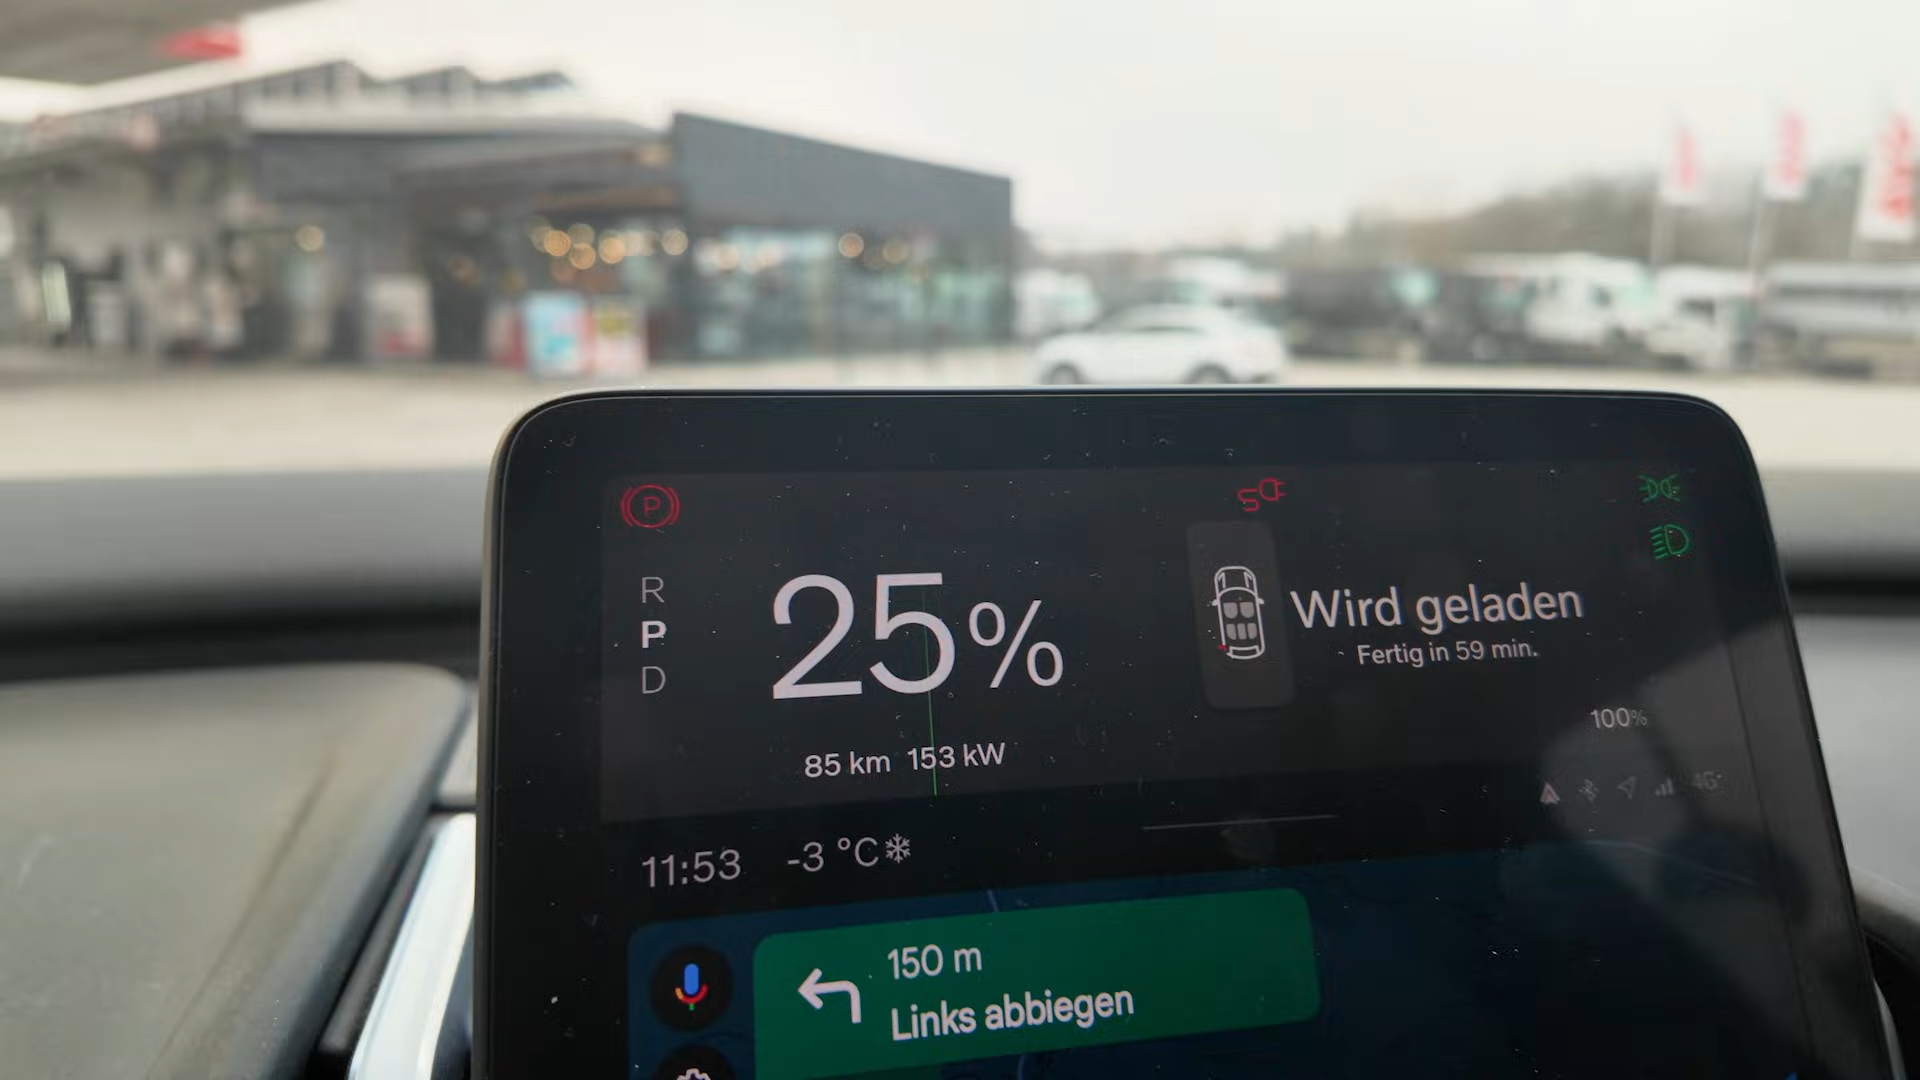 P
R
P
D
25%
85 km 153 kW
Wird geladen
Fertig in 59 min.
100%
4G
11:53 -3 °C
150 m
Links abbiegen